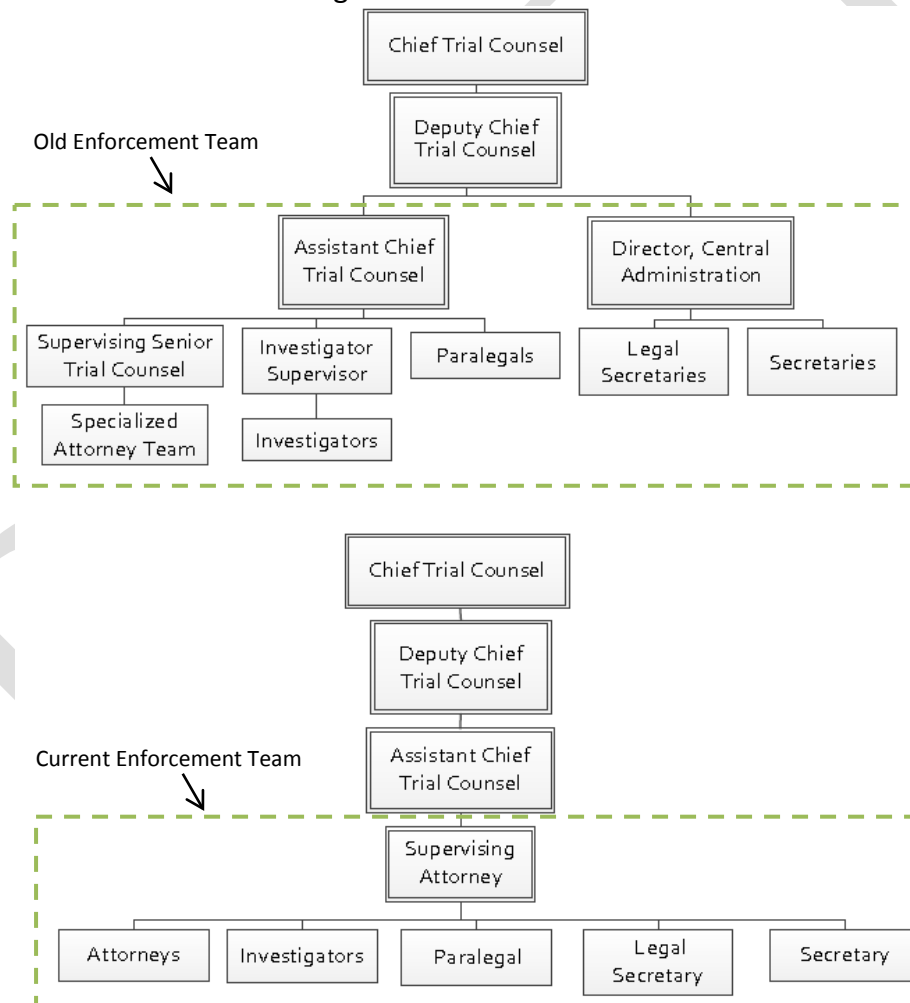 Chief Trial Counsel
Deputy Chief
Trial Counsel
Old Enforcement Team
Assistant Chief
Trial Counsel
Director, Central
Administration
Supervising Senior
Trial Counsel
Investigator
Supervisor
Paralegals
Legal
Secretaries
Secretaries
Specialized
Attorney Team
Investigators
Chief Trial Counsel
Deputy Chief
Trial Counsel
Assistant Chief
Trial Counsel
Current Enforcement Team
Supervising
Attorney
Attorneys
Investigators
Paralegal
Legal
Secretary
Secretary